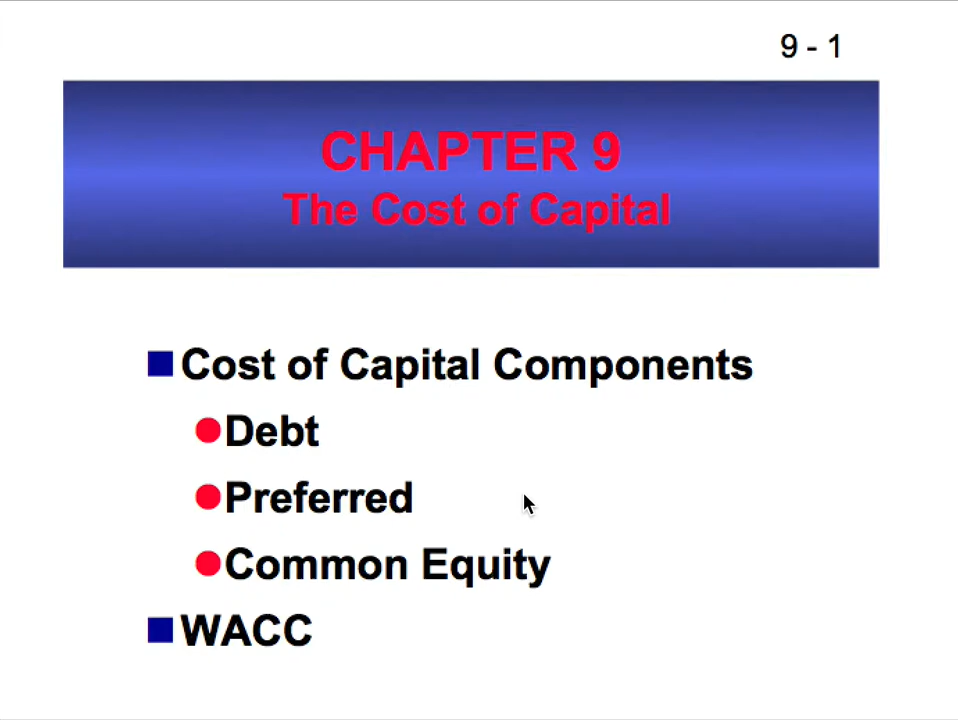 9 - 1
CHAPTER 9
The Cost of Capital
Cost of Capital Components
Debt
Preferred
Common Equity
WACC